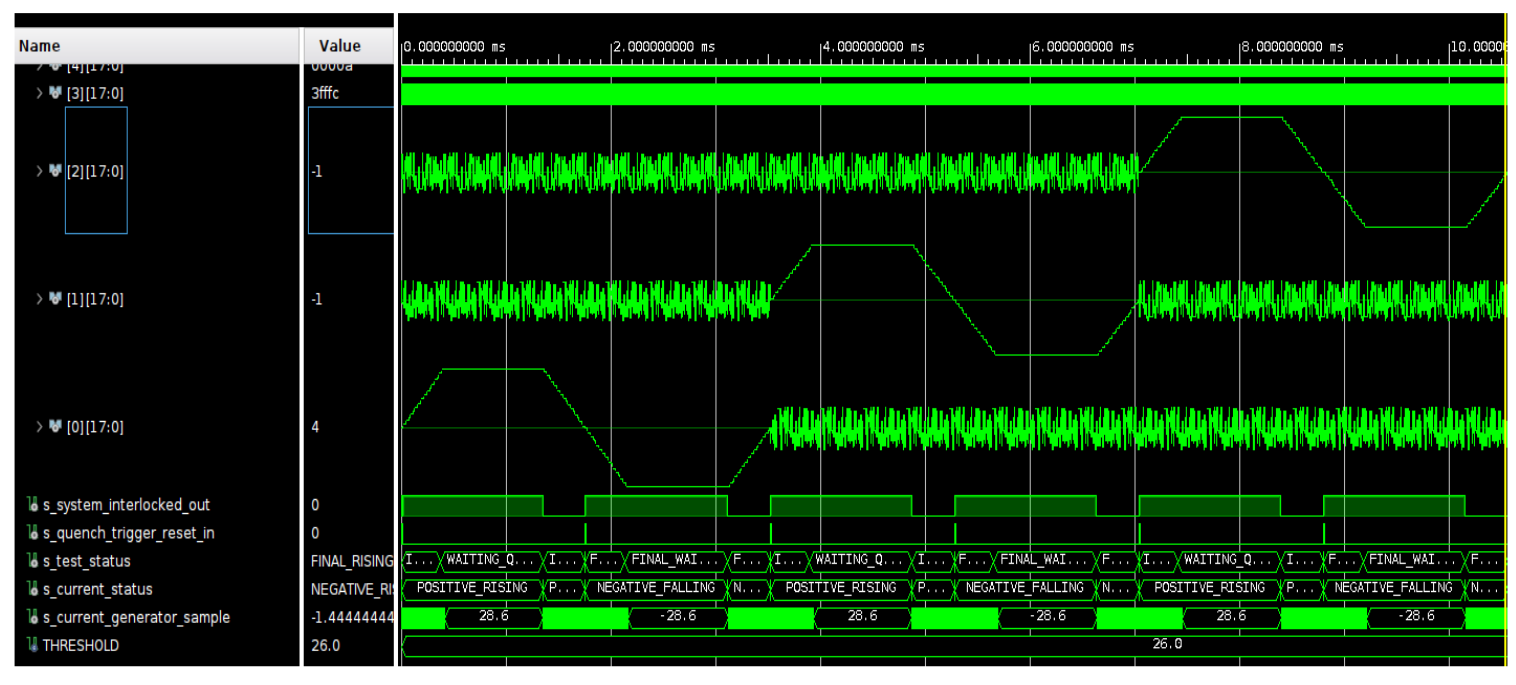 Name Value 0.000000000 ms 2.000000000 ms 4.000000000 ms 6.000000000 ms 8.000000000 ms 10.0000
[4][17:0] 0000a
[3][17:0] 3fffc
[2][17:0] -1
[1][17:0] -1
[0][17:0] 4
s_system_interlocked_out 0
s_quench_trigger_reset_in 0
s_test_status FINAL_RISING I... WAITING_Q... I... F... FINAL_WAI... F... I... WAITING_Q... I... F... FINAL_WAI... F... I... WAITING_Q... I... F... FINAL_WAI... F...
s_current_status NEGATIVE_RI POSITIVE_RISING P... NEGATIVE_FALLING N... POSITIVE_RISING P... NEGATIVE_FALLING N... POSITIVE_RISING P... NEGATIVE_FALLING N...
s_current_generator_sample -1.44444444 28.6 -28.6 28.6 -28.6 28.6 -28.6
THRESHOLD 26.0 26.0